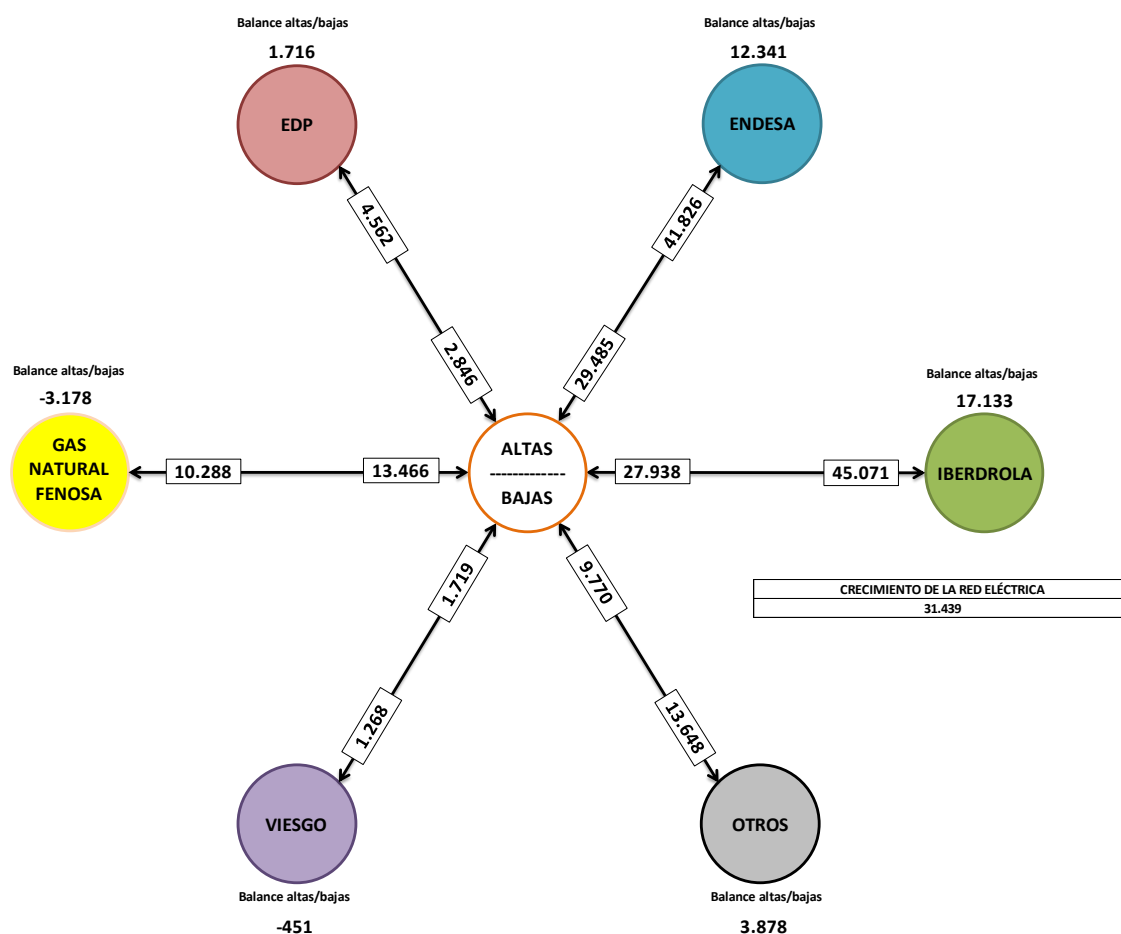 Balance altas/bajas
1.716
EDP
Balance altas/bajas
12.341
ENDESA
4.562
2.846
41.826
29.485
Balance altas/bajas
-3.178
GAS
NATURAL
FENOSA
10.288
13.466
ALTAS
-------------
BAJAS
27.938
45.071
Balance altas/bajas
17.133
IBERDROLA
CRECIMIENTO DE LA RED ELÉCTRICA
31.439
1.719
1.268
9.770
13.648
VIESGO
Balance altas/bajas
-451
OTROS
Balance altas/bajas
3.878